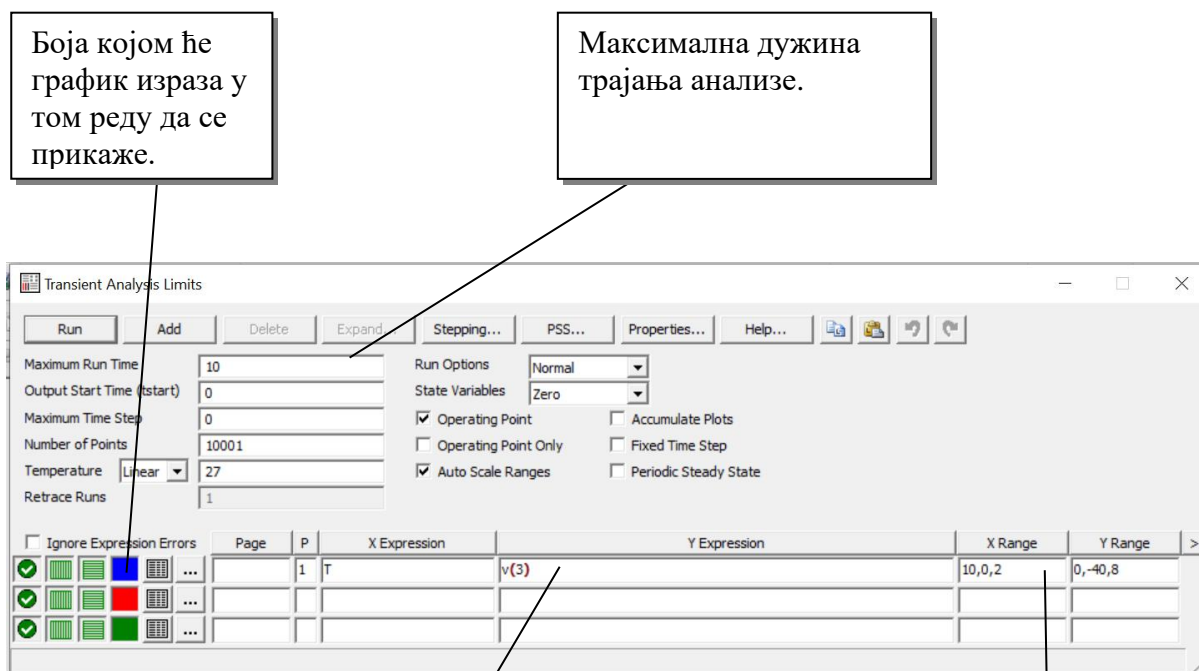 Боја којом ће
график израза у
том реду да се
прикаже.
Максимална дужина
трајања анализе.
Transient Analysis Limits
Run Add Delete Expand... Stepping... PSS... Properties... Help...
Maximum Run Time 10 Run Options Normal
Output Start Time (tstart) 0 State Variables Zero
Maximum Time Step 0 Operating Point Accumulate Plots
Number of Points 10001 Operating Point Only Fixed Time Step
Temperature Linear 27 Auto Scale Ranges Periodic Steady State
Retrace Runs 1
Ignore Expression Errors Page P X Expression Y Expression X Range Y Range >
... 1 T v(3) 10,0,2 0,-40,8
...
...